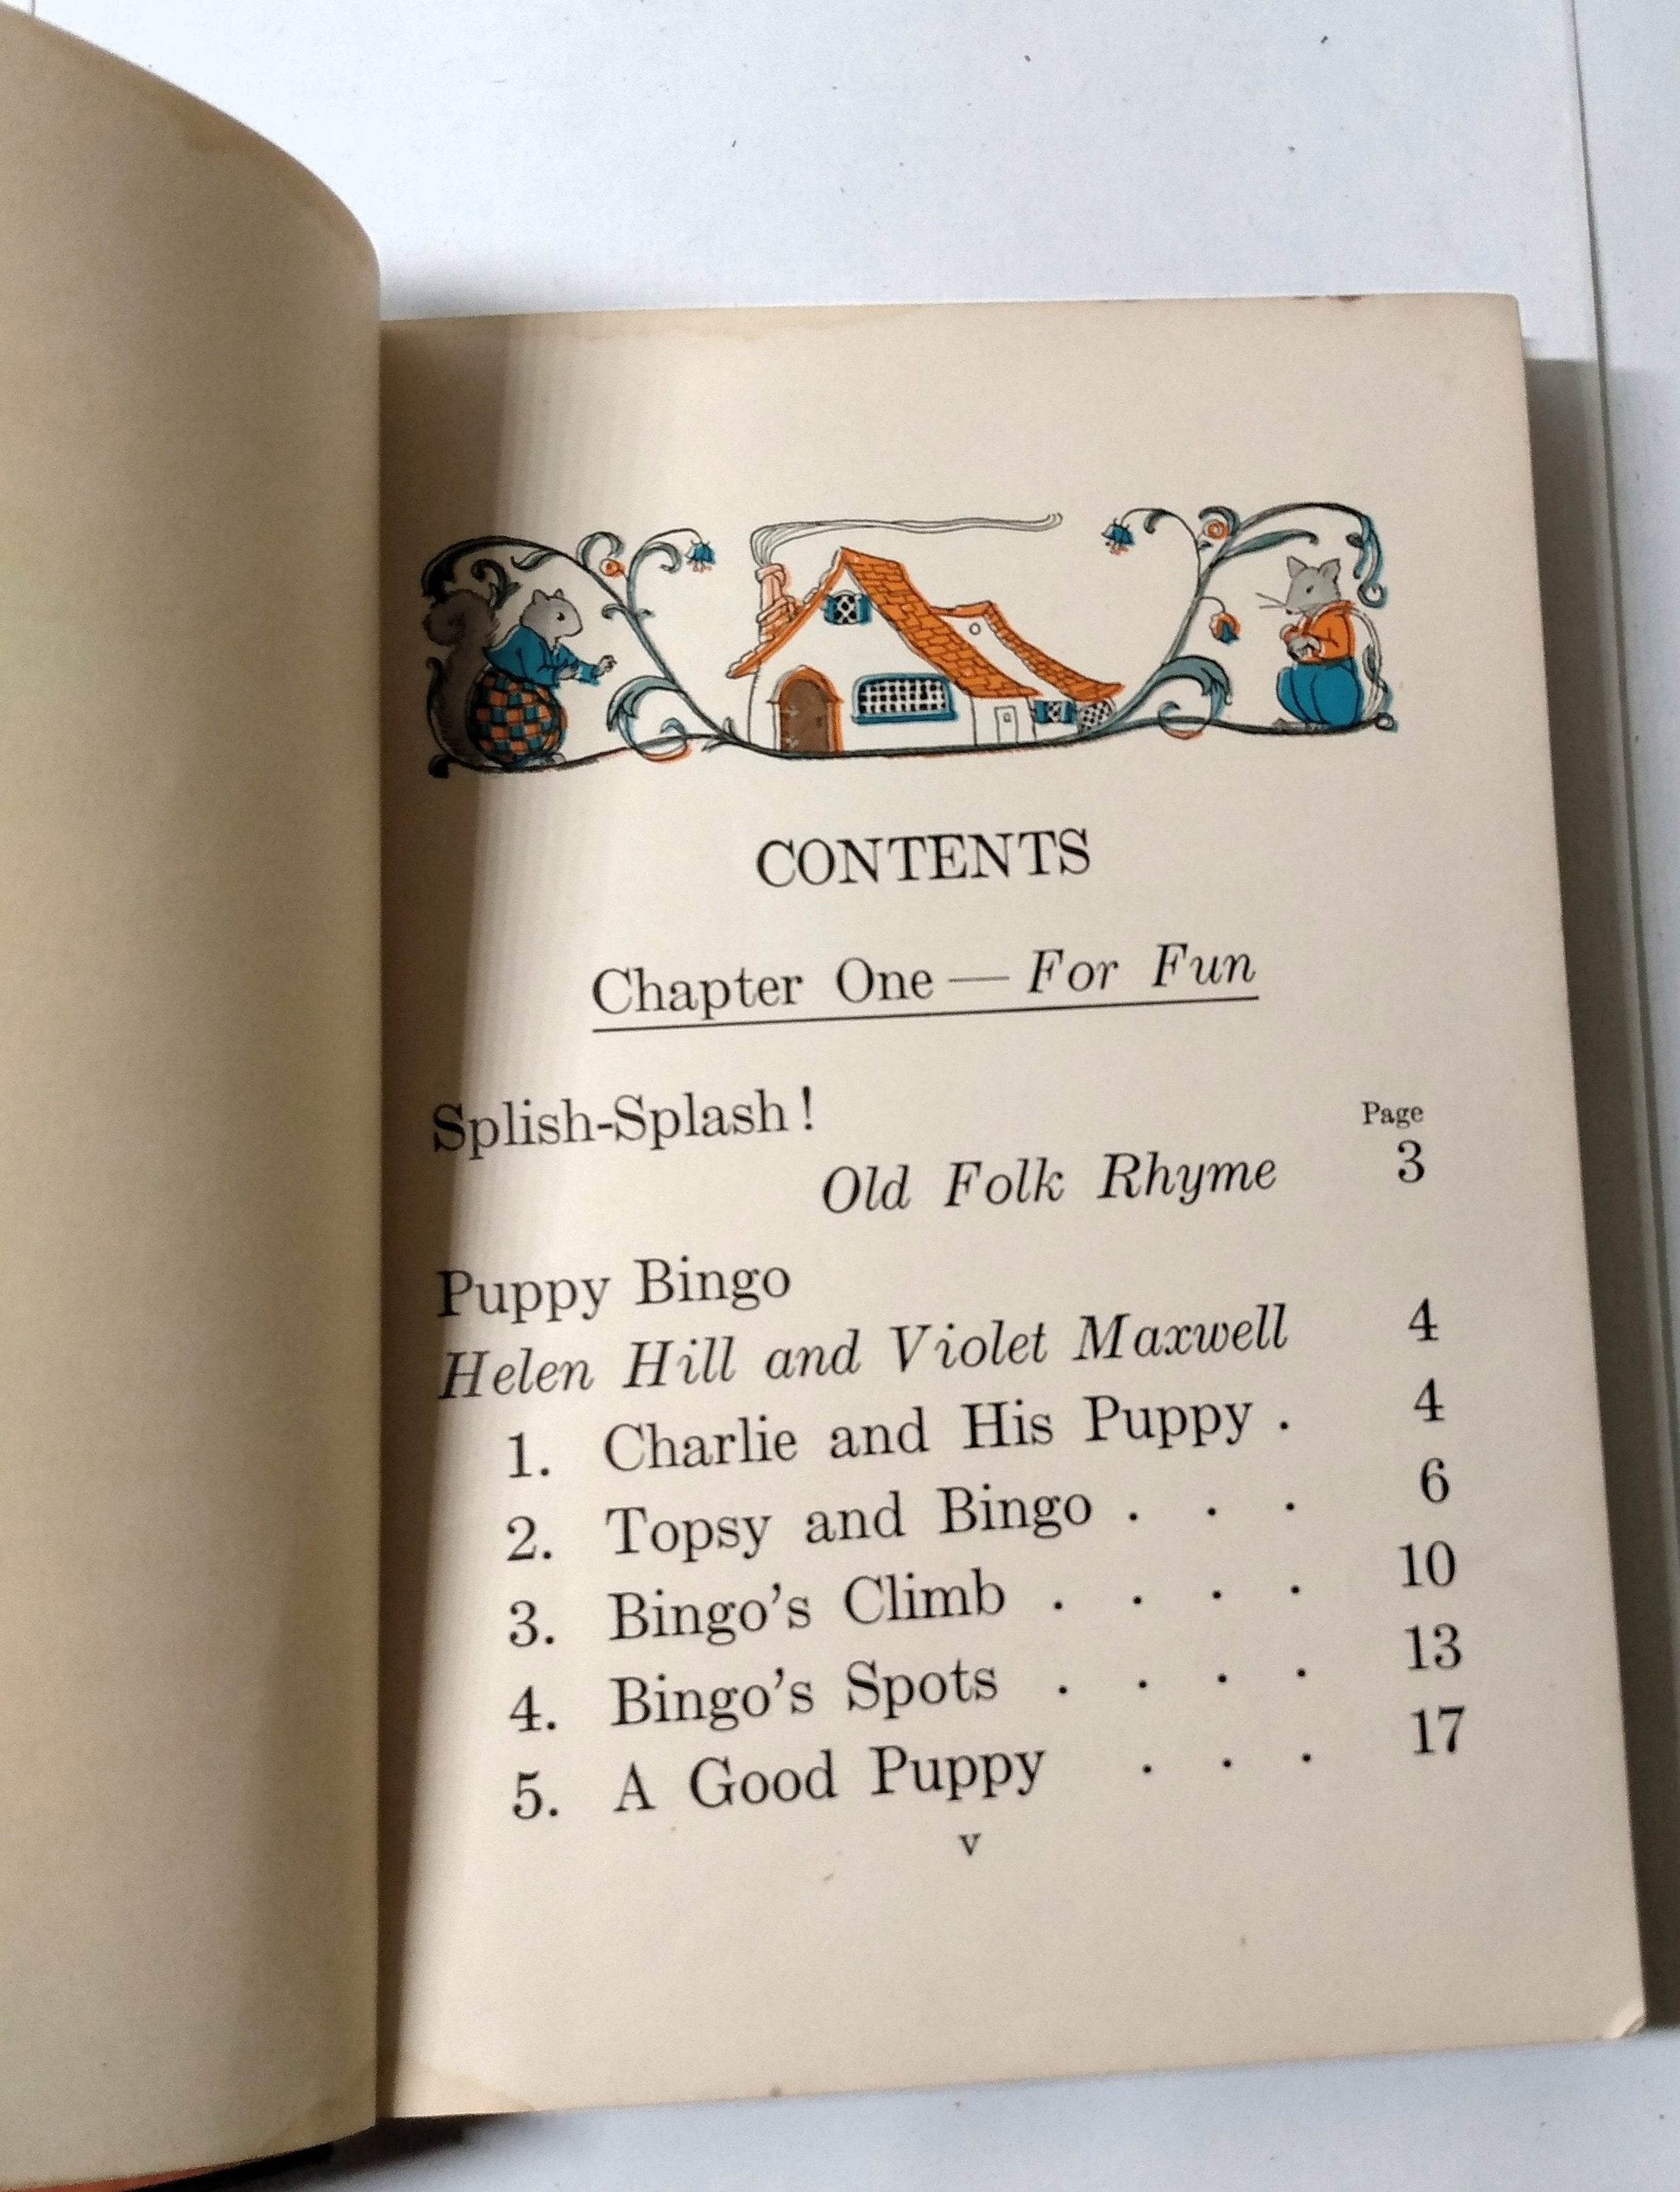 CONTENTS
Chapter One — For Fun
Splish-Splash!
Page
Old Folk Rhyme 3
Puppy Bingo
Helen Hill and Violet Maxwell 4
1. Charlie and His Puppy . 4
2. Topsy and Bingo . . . 6
3. Bingo's Climb . . . . 10
4. Bingo's Spots . . . . 13
5. A Good Puppy . . . 17
v